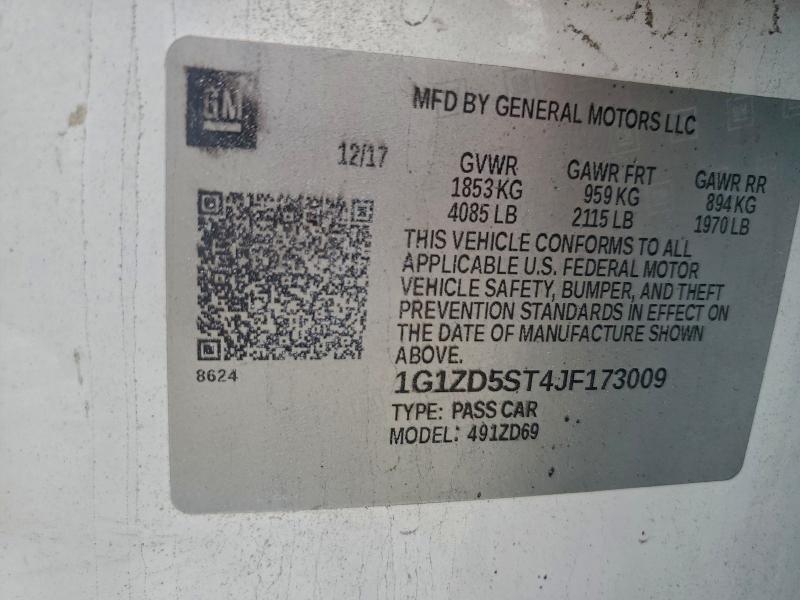 GM
MFD BY GENERAL MOTORS LLC
12/17
GVWR
1853 KG
4085 LB
GAWR FRT
959 KG
2115 LB
GAWR RR
894 KG
1970 LB
THIS VEHICLE CONFORMS TO ALL
APPLICABLE U.S. FEDERAL MOTOR
VEHICLE SAFETY, BUMPER, AND THEFT
PREVENTION STANDARDS IN EFFECT ON
THE DATE OF MANUFACTURE SHOWN
ABOVE.
8624
1G1ZD5ST4JF173009
TYPE: PASS CAR
MODEL: 491ZD69